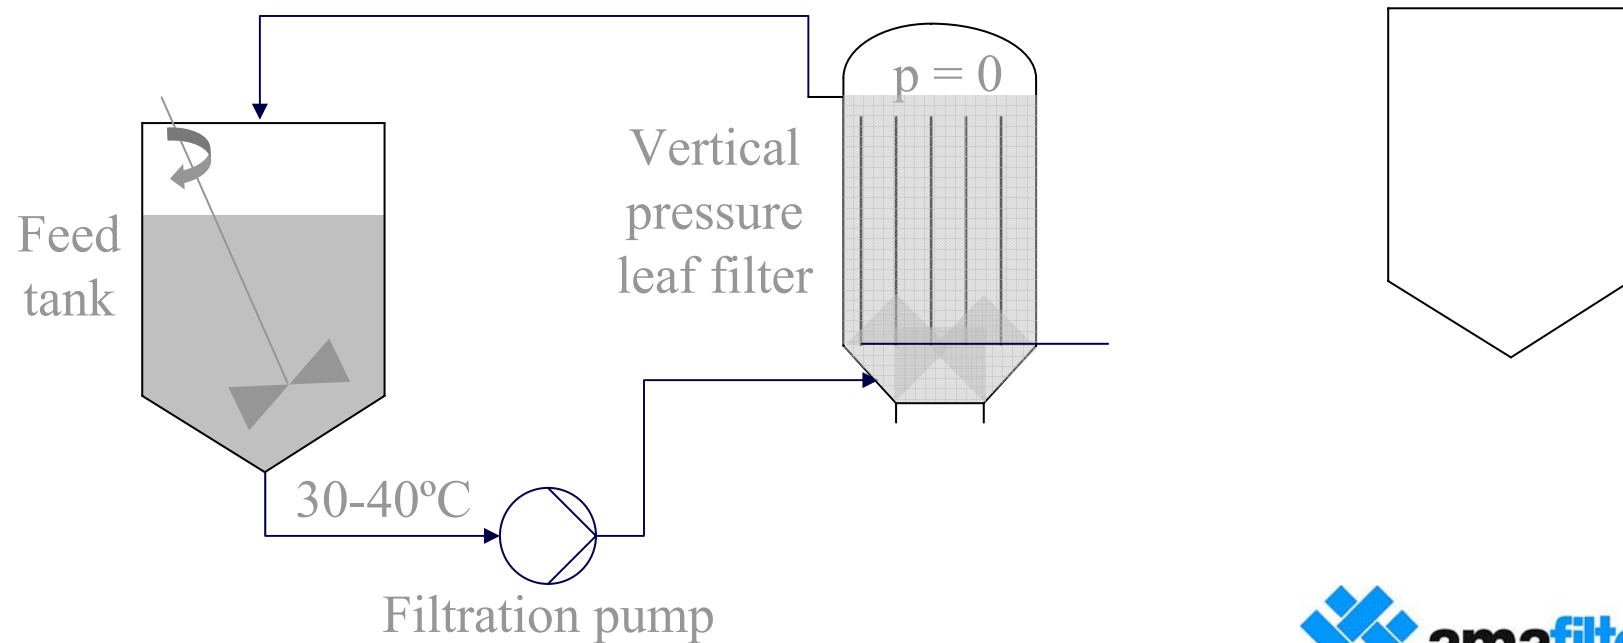 p = 0
Vertical
pressure
leaf filter
Feed
tank
30-40ºC
Filtration pump